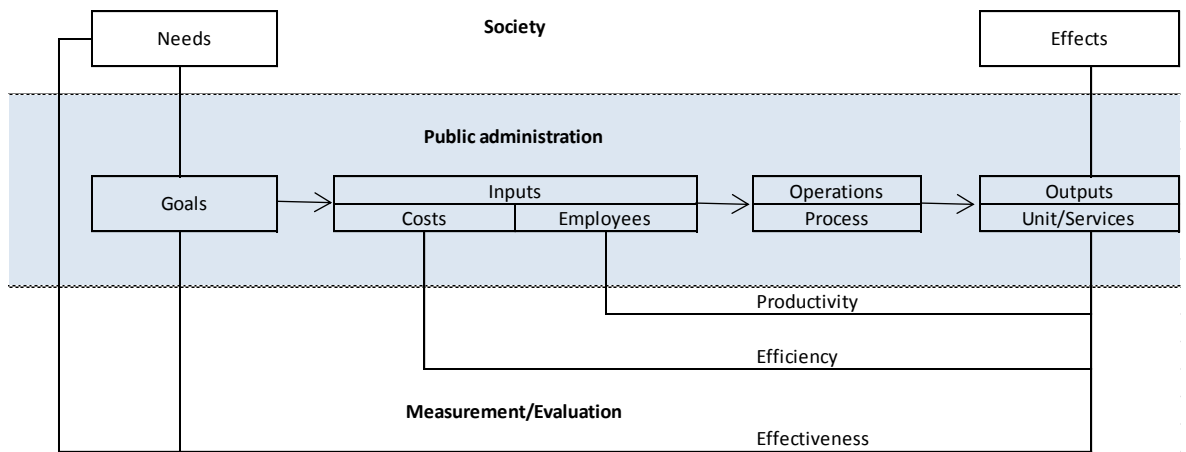 Society
Needs
Effects
Public administration
Goals
Inputs
Costs
Employees
Operations
Process
Outputs
Unit/Services
Productivity
Efficiency
Measurement/Evaluation
Effectiveness